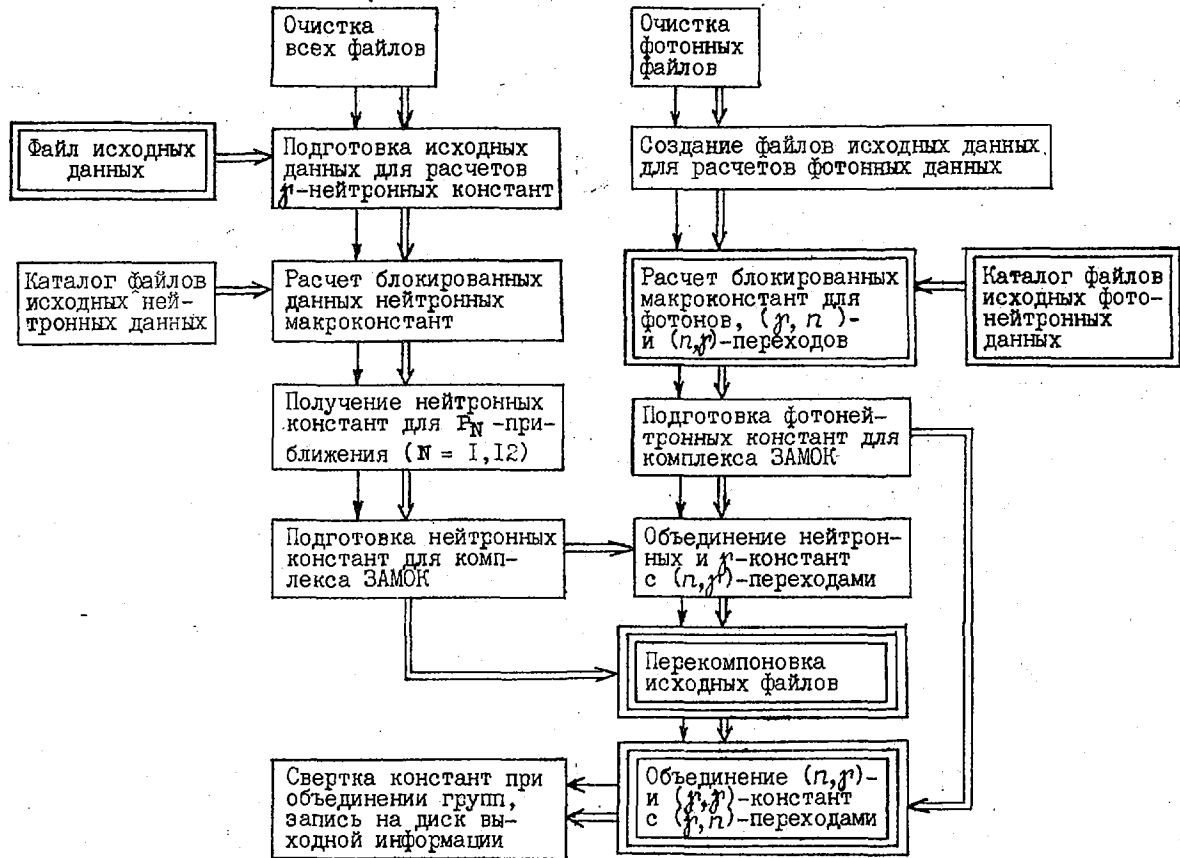 Очистка
всех файлов
Очистка
фотонных
файлов
Файл исходных
данных
Подготовка исходных
данных для расчетов
γ-нейтронных констант
Создание файлов исходных данных
для расчетов фотонных данных
Каталог файлов
исходных ней-
тронных данных
Расчет блокированных
данных нейтронных
макроконстант
Расчет блокированных
макроконстант для
фотонов, (γ, n)-
и (n,γ)-переходов
Каталог файлов
исходных фото-
нейтронных
данных
Получение нейтронных
констант для P_N -при-
ближения (N = I,I2)
Подготовка фотоней-
тронных констант для
комплекса ЗАМОК
Подготовка нейтронных
констант для комп-
лекса ЗАМОК
Объединение нейтрон-
ных и γ-констант
с (n,γ)-переходами
Перекомпоновка
исходных файлов
Свертка констант при
объединении групп,
запись на диск вы-
ходной информации
Объединение (n,γ)-
и (γ,γ)-констант
с (γ,n)-переходами